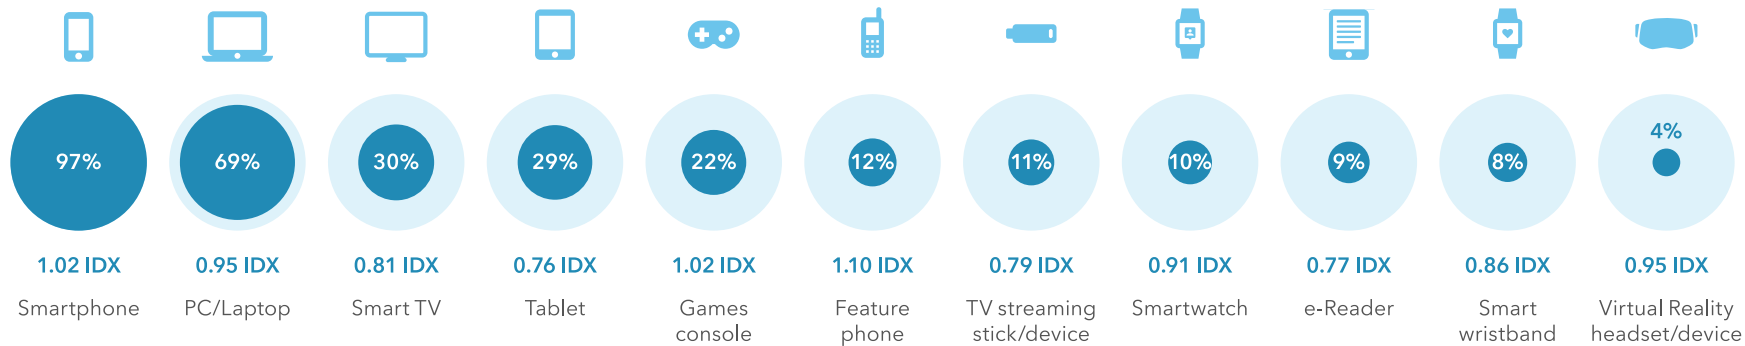 97%
69%
30%
29%
22%
12%
11%
10%
9%
8%
4%
1.02 IDX
0.95 IDX
0.81 IDX
0.76 IDX
1.02 IDX
1.10 IDX
0.79 IDX
0.91 IDX
0.77 IDX
0.86 IDX
0.95 IDX
Smartphone
PC/Laptop
Smart TV
Tablet
Games
console
Feature
phone
TV streaming
stick/device
Smartwatch
e-Reader
Smart
wristband
Virtual Reality
headset/device